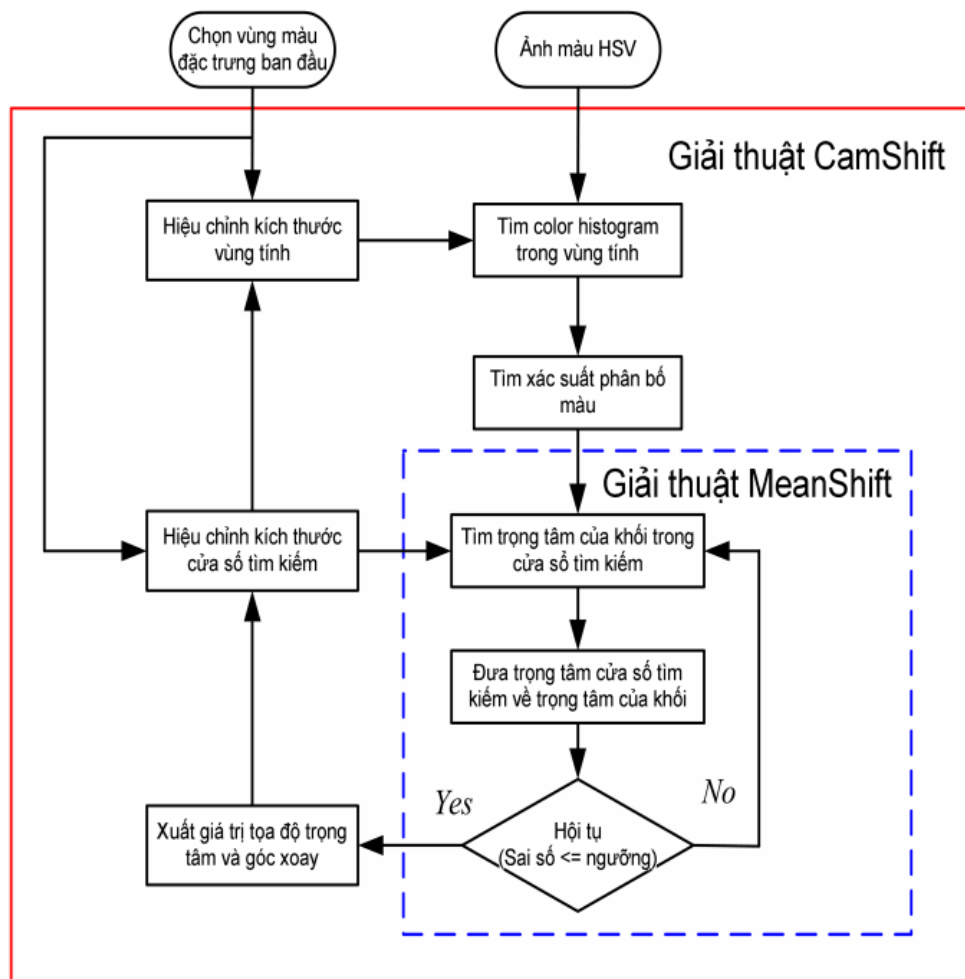 Chọn vùng màu
đặc trưng ban đầu
Ảnh màu HSV
Giải thuật CamShift
Hiệu chỉnh kích thước
vùng tính
Tìm color histogram
trong vùng tính
Tìm xác suất phân bố
màu
Giải thuật MeanShift
Hiệu chỉnh kích thước
cửa số tìm kiếm
Tìm trọng tâm của khối trong
cửa sổ tìm kiếm
Đưa trọng tâm cửa số tìm
kiếm về trọng tâm của khối
Yes
No
Xuất giá trị tọa độ trọng
tâm và góc xoay
Hội tụ
(Sai số <= ngưỡng)